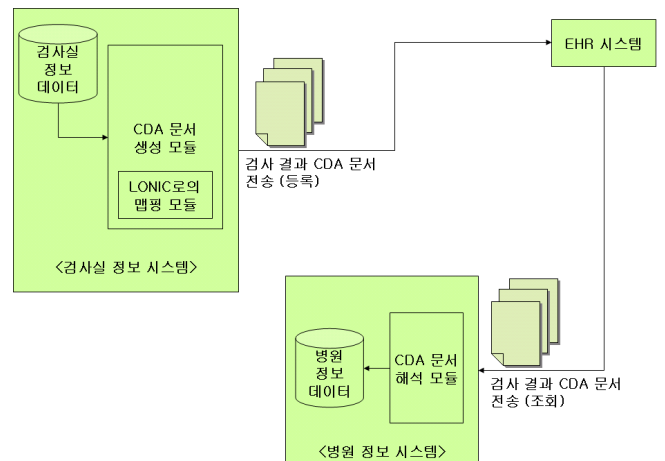 검사실
정보
데이터
CDA 문서
생성 모듈
LONIC로의
맵핑 모듈
<검사실 정보 시스템>
검사 결과 CDA 문서
전송 (등록)
EHR 시스템
병원
정보
데이터
CDA 문서
해석 모듈
<병원 정보 시스템>
검사 결과 CDA 문서
전송 (조회)